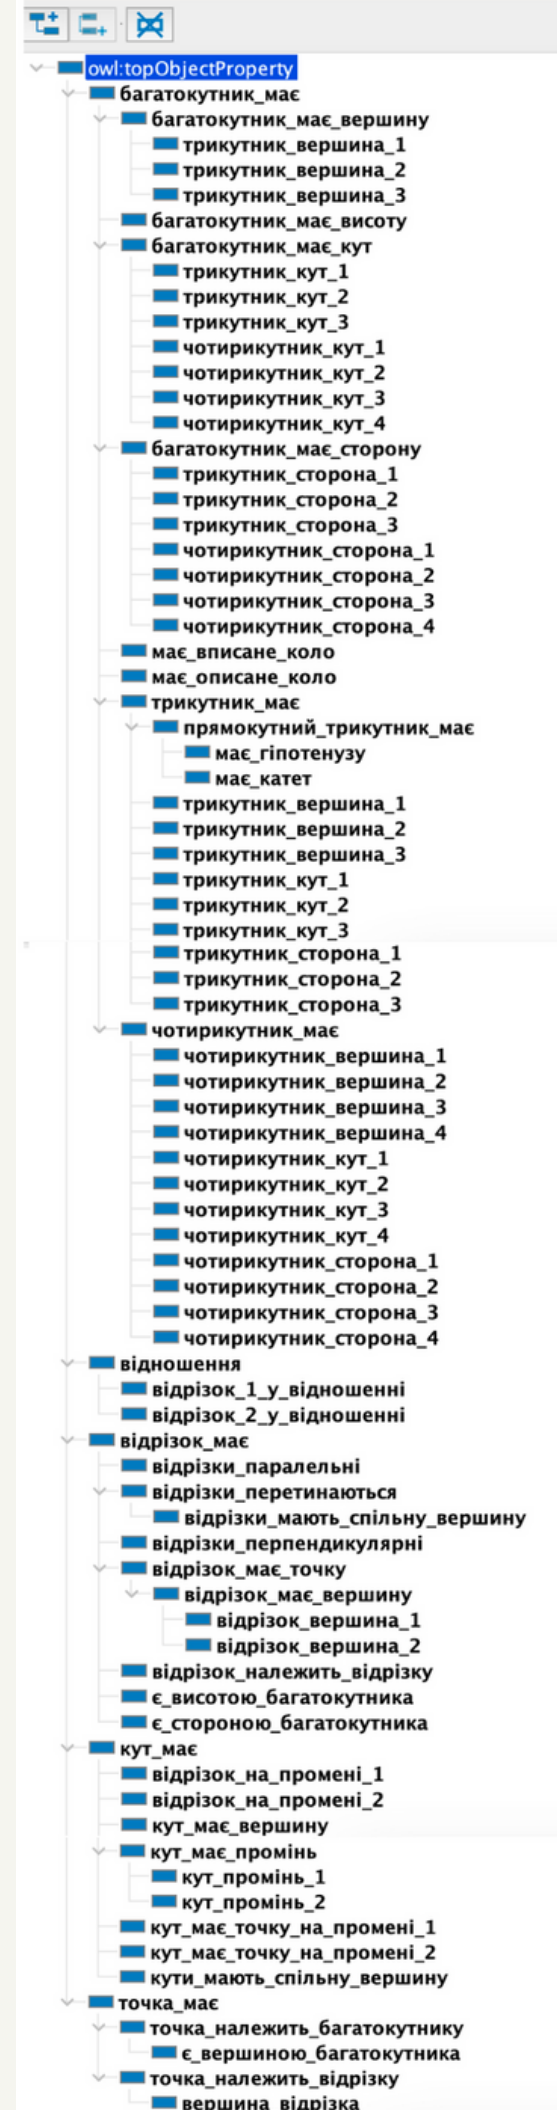 owl:topObjectProperty
багатокутник_має
багатокутник_має_вершину
трикутник_вершина_1
трикутник_вершина_2
трикутник_вершина_3
багатокутник_має_висоту
багатокутник_має_кут
трикутник_кут_1
трикутник_кут_2
трикутник_кут_3
чотирикутник_кут_1
чотирикутник_кут_2
чотирикутник_кут_3
чотирикутник_кут_4
багатокутник_має_сторону
трикутник_сторона_1
трикутник_сторона_2
трикутник_сторона_3
чотирикутник_сторона_1
чотирикутник_сторона_2
чотирикутник_сторона_3
чотирикутник_сторона_4
має_вписане_коло
має_описане_коло
трикутник_має
прямокутний_трикутник_має
має_гіпотенузу
має_катет
трикутник_вершина_1
трикутник_вершина_2
трикутник_вершина_3
трикутник_кут_1
трикутник_кут_2
трикутник_кут_3
трикутник_сторона_1
трикутник_сторона_2
трикутник_сторона_3
чотирикутник_має
чотирикутник_вершина_1
чотирикутник_вершина_2
чотирикутник_вершина_3
чотирикутник_вершина_4
чотирикутник_кут_1
чотирикутник_кут_2
чотирикутник_кут_3
чотирикутник_кут_4
чотирикутник_сторона_1
чотирикутник_сторона_2
чотирикутник_сторона_3
чотирикутник_сторона_4
відношення
відрізок_1_у_відношенні
відрізок_2_у_відношенні
відрізок_має
відрізки_паралельні
відрізки_перетинаються
відрізки_мають_спільну_вершину
відрізки_перпендикулярні
відрізок_має_точку
відрізок_має_вершину
відрізок_вершина_1
відрізок_вершина_2
відрізок_належить_відрізку
є_висотою_багатокутника
є_стороною_багатокутника
кут_має
відрізок_на_промені_1
відрізок_на_промені_2
кут_має_вершину
кут_має_промінь
кут_промінь_1
кут_промінь_2
кут_має_точку_на_промені_1
кут_має_точку_на_промені_2
кути_мають_спільну_вершину
точка_має
точка_належить_багатокутнику
є_вершиною_багатокутника
точка_належить_відрізку
вершина_відрізка